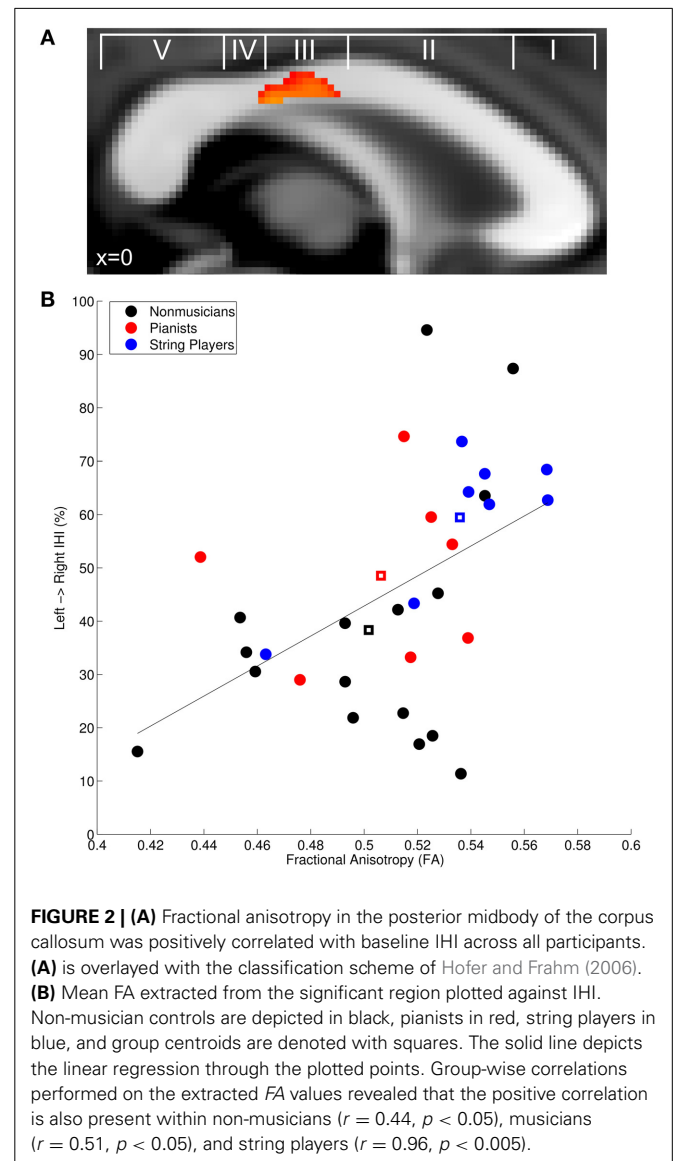 A
V IV III II I
x=0
B
Nonmusicians
Pianists
String Players
100
90
80
70
60
50
40
30
20
10
0
Left -> Right IHI (%)
0.4 0.42 0.44 0.46 0.48 0.5 0.52 0.54 0.56 0.58 0.6
Fractional Anisotropy (FA)
FIGURE 2 | (A) Fractional anisotropy in the posterior midbody of the corpus
callosum was positively correlated with baseline IHI across all participants.
(A) is overlayed with the classification scheme of Hofer and Frahm (2006).
(B) Mean FA extracted from the significant region plotted against IHI.
Non-musician controls are depicted in black, pianists in red, string players in
blue, and group centroids are denoted with squares. The solid line depicts
the linear regression through the plotted points. Group-wise correlations
performed on the extracted FA values revealed that the positive correlation
is also present within non-musicians (r = 0.44, p < 0.05), musicians
(r = 0.51, p < 0.05), and string players (r = 0.96, p < 0.005).